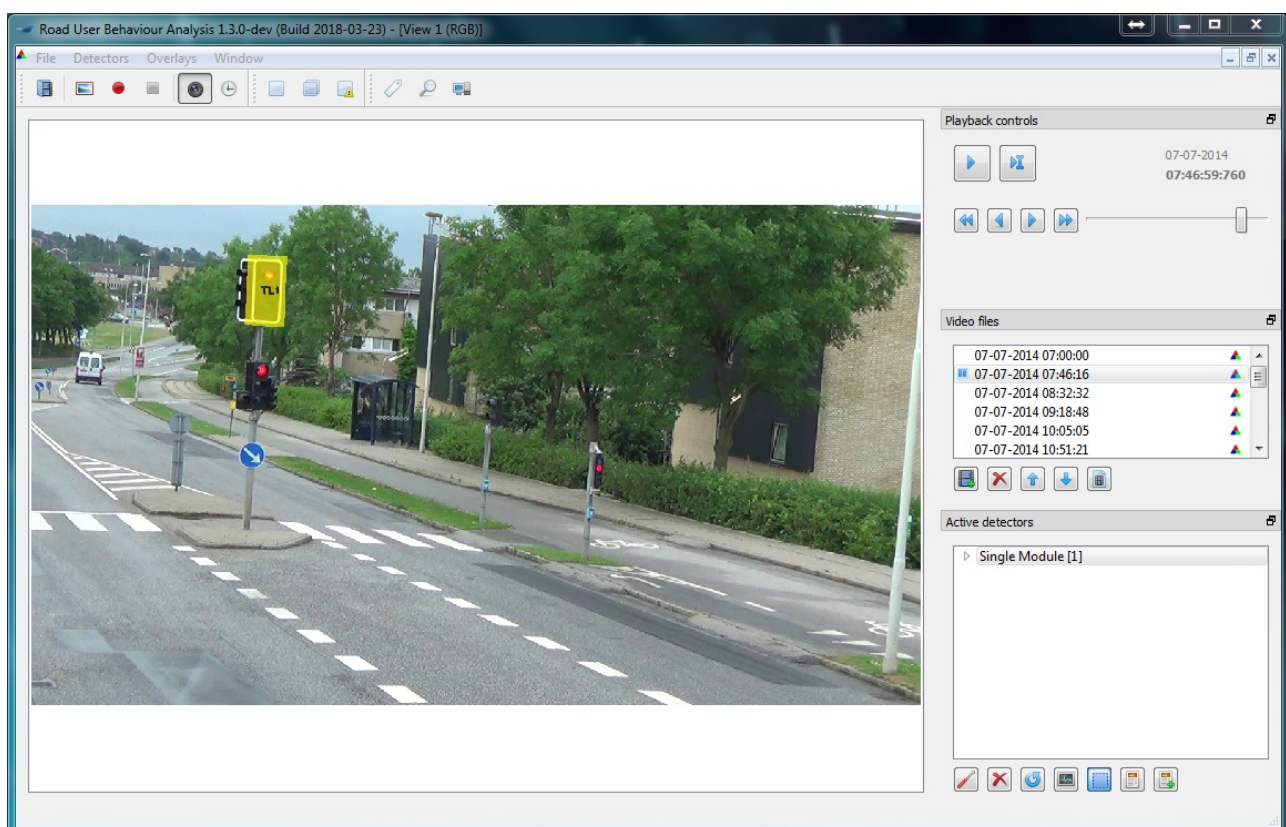 Road User Behaviour Analysis 1.3.0-dev (Build 2018-03-23) - [View 1 (RGB)]
File Detectors Overlays Window
Playback controls
07-07-2014
07:46:59:760
TL1
Video files
07-07-2014 07:00:00
07-07-2014 07:46:16
07-07-2014 08:32:32
07-07-2014 09:18:48
07-07-2014 10:05:05
07-07-2014 10:51:21
Active detectors
Single Module [1]